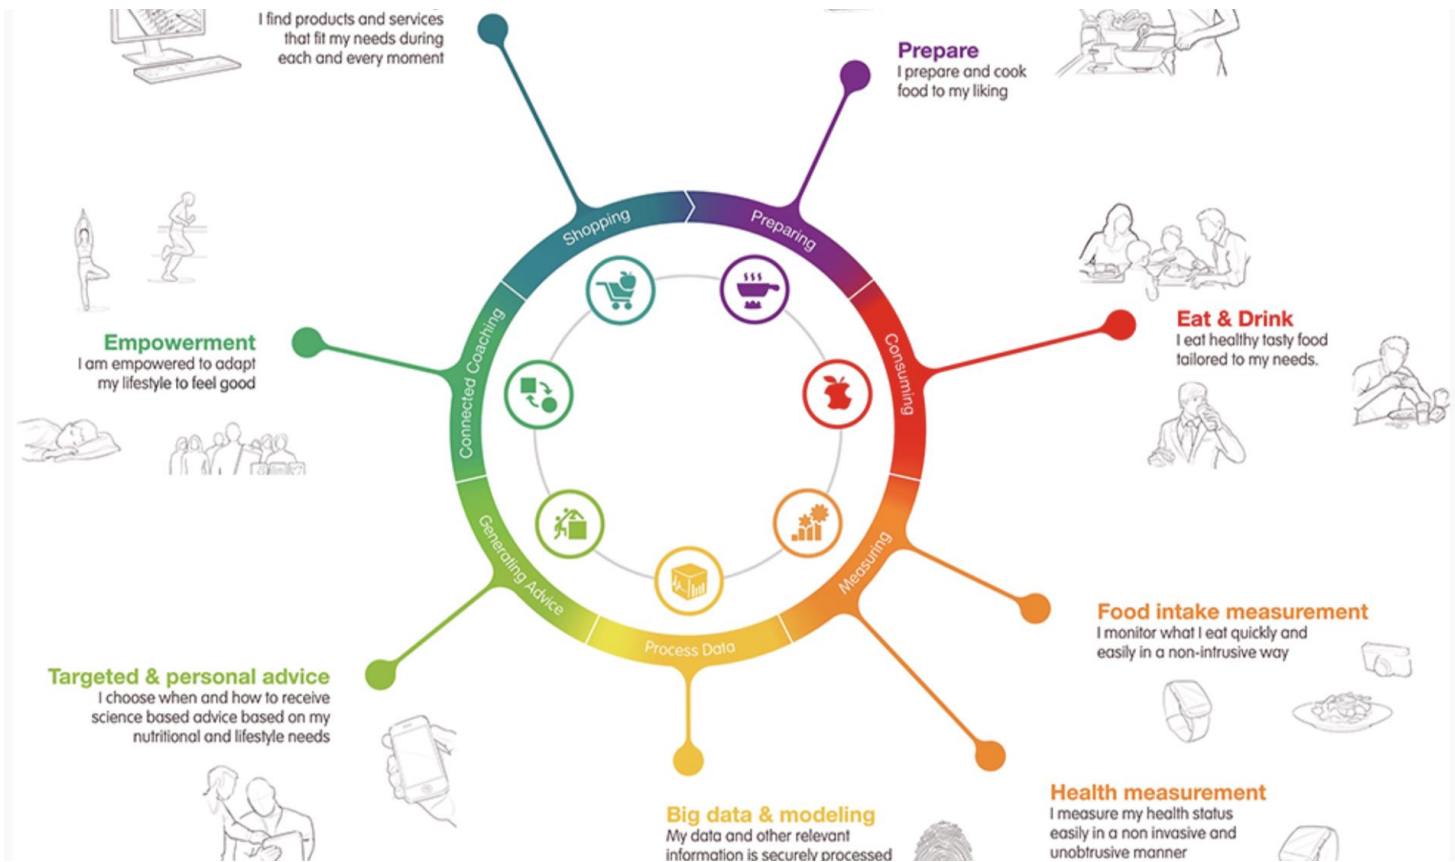 I find products and services
that fit my needs during
each and every moment
Prepare
I prepare and cook
food to my liking
Shopping
Preparing
Connected Coaching
Consuming
Empowerment
I am empowered to adapt
my lifestyle to feel good
Eat & Drink
I eat healthy tasty food
tailored to my needs.
Generating Advice
Measuring
Process Data
Food intake measurement
I monitor what I eat quickly and
easily in a non-intrusive way
Targeted & personal advice
I choose when and how to receive
science based advice based on my
nutritional and lifestyle needs
Big data & modeling
My data and other relevant
information is securely processed
Health measurement
I measure my health status
easily in a non invasive and
unobtrusive manner